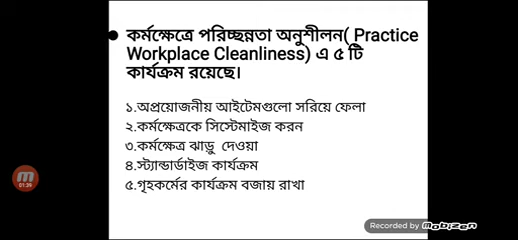 ● কর্মক্ষেত্রে পরিচ্ছন্নতা অনুশীলন( Practice
Workplace Cleanliness) এ ৫ টি
কার্যক্রম রয়েছে।
১.অপ্রয়োজনীয় আইটেমগুলো সরিয়ে ফেলা
২.কর্মক্ষেত্রকে সিস্টেমাইজ করন
৩.কর্মক্ষেত্র ঝাড়ু দেওয়া
৪.স্ট্যান্ডার্ডাইজ কার্যক্রম
৫.গৃহকর্মের কার্যক্রম বজায় রাখা
01:39
Recorded by MOBIZEN